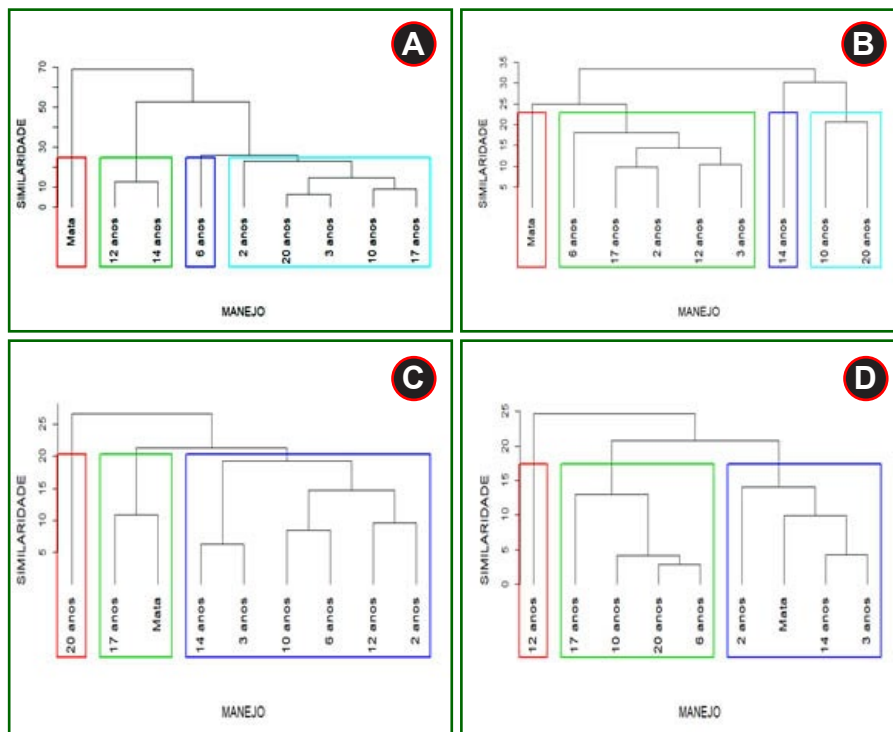 A
SIMILARIDADE
70
50
30
10
0
Mata
12 anos
14 anos
6 anos
2 anos
20 anos
3 anos
10 anos
17 anos
MANEJO
B
SIMILARIDADE
35
30
25
20
15
10
5
Mata
6 anos
17 anos
2 anos
12 anos
3 anos
14 anos
10 anos
20 anos
MANEJO
C
SIMILARIDADE
25
20
15
10
5
20 anos
17 anos
Mata
14 anos
3 anos
10 anos
6 anos
12 anos
2 anos
MANEJO
D
SIMILARIDADE
25
20
15
10
5
0
12 anos
17 anos
10 anos
20 anos
6 anos
2 anos
Mata
14 anos
3 anos
MANEJO